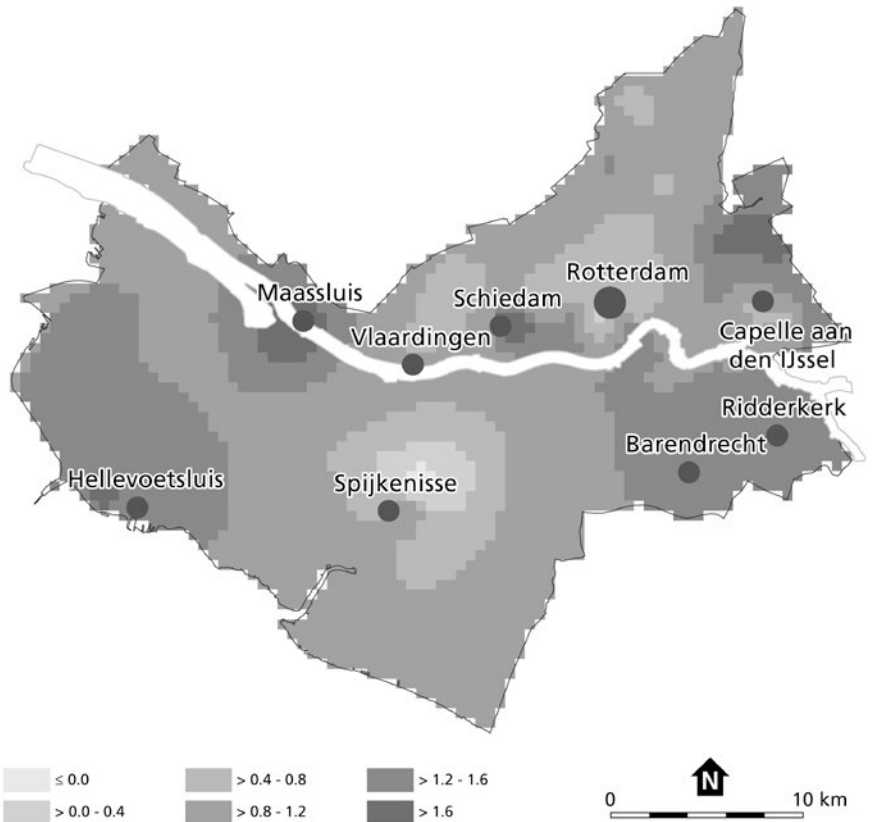 Rotterdam
Maassluis
Schiedam
Vlaardingen
Capelle aan
den IJssel
Ridderkerk
Barendrecht
Hellevoetsluis
Spijkenisse
≤ 0.0
> 0.4 - 0.8
> 1.2 - 1.6
> 0.0 - 0.4
> 0.8 - 1.2
> 1.6
N
0
10 km